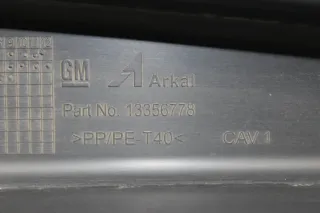 GM Arkal
Part No. 13356778
>PP/PE-T40< CAV 1